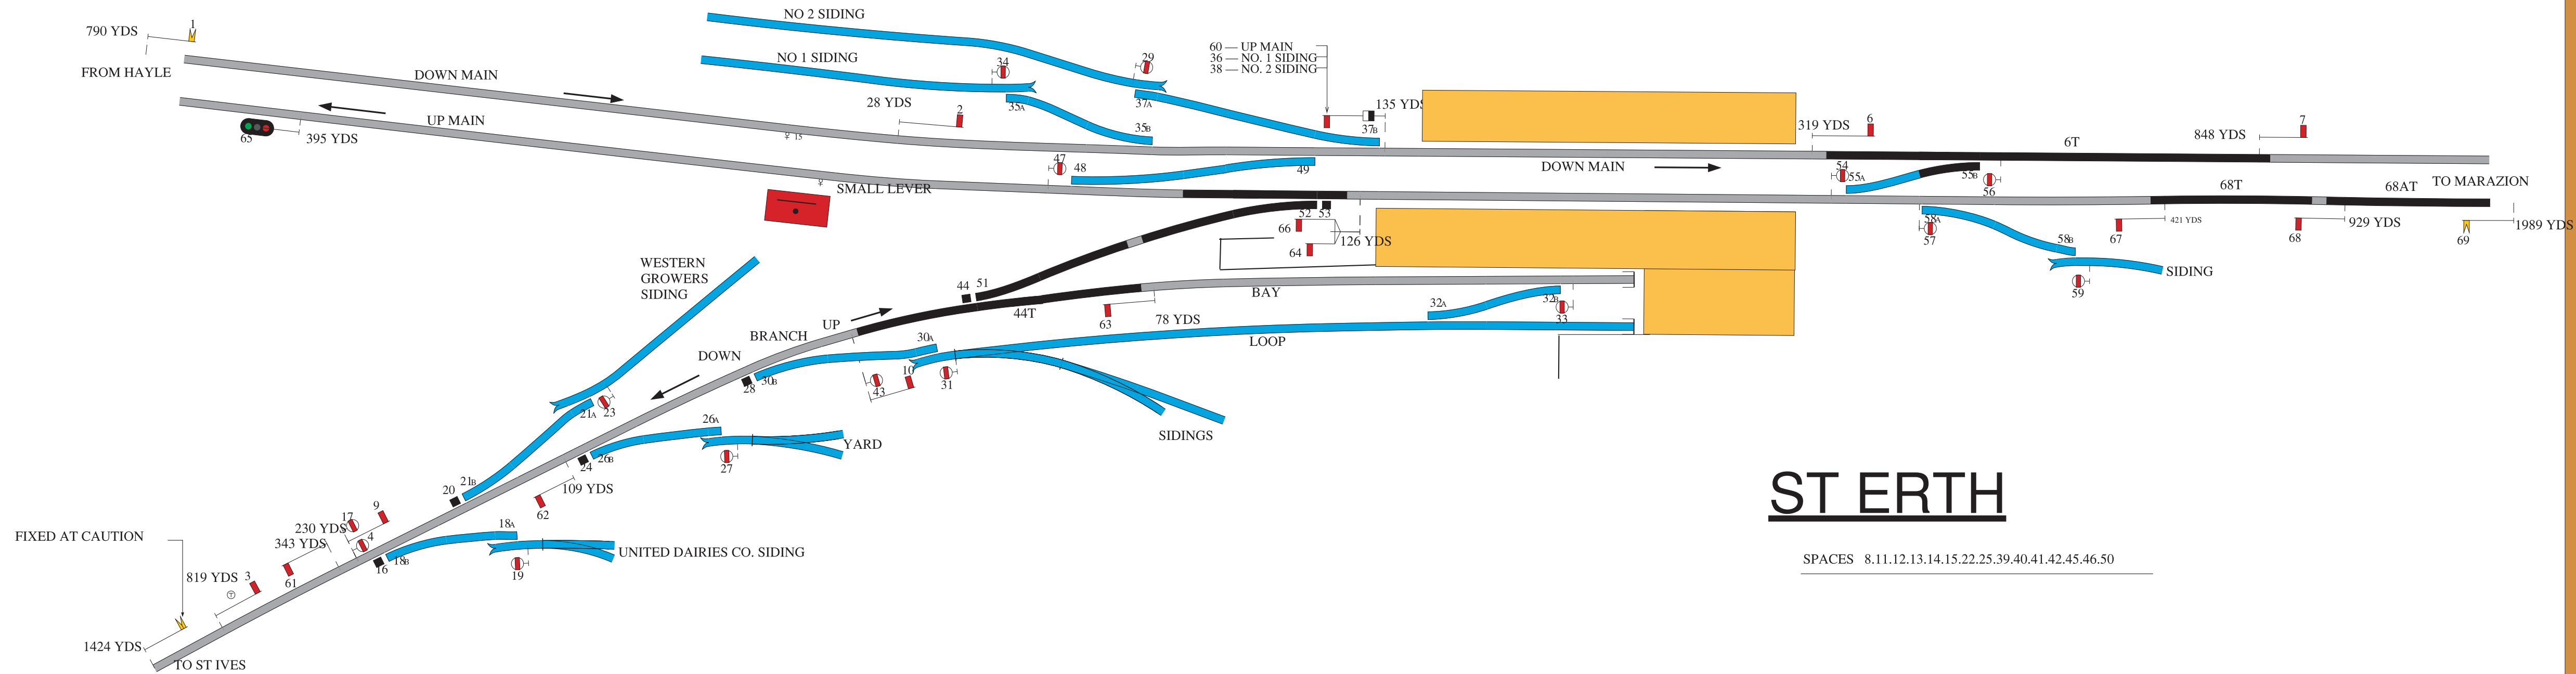 NO 2 SIDING
1
790 YDS
FROM HAYLE
DOWN MAIN
NO 1 SIDING
34
29
60 — UP MAIN
36 — NO. 1 SIDING
38 — NO. 2 SIDING
28 YDS
2
35A
37A
35B
37B
135 YDS
UP MAIN
65
395 YDS
¥ 15
47
48
49
DOWN MAIN
319 YDS
6
6T
848 YDS
7
54
55A
55B
56
TO MARAZION
68T
68AT
SMALL LEVER
52
53
66
64
126 YDS
58A
57
58B
59
SIDING
67
421 YDS
68
929 YDS
69
1989 YDS
WESTERN
GROWERS
SIDING
44
51
44T
63
78 YDS
BAY
32A
32B
33
LOOP
UP
BRANCH
DOWN
30A
30B
28
43
10
31
SIDINGS
21A
23
26A
YARD
24
26B
27
20
21B
109 YDS
62
ST ERTH
SPACES 8.11.12.13.14.15.22.25.39.40.41.42.45.46.50
9
17
230 YDS
4
343 YDS
FIXED AT CAUTION
18A
UNITED DAIRIES CO. SIDING
16
18B
19
61
3
819 YDS
T
1424 YDS
TO ST IVES